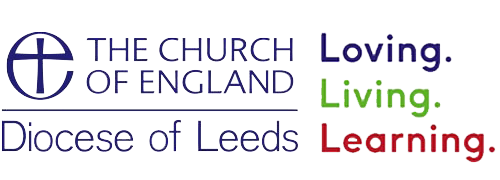 THE CHURCH
OF ENGLAND
Diocese of Leeds
Loving.
Living.
Learning.